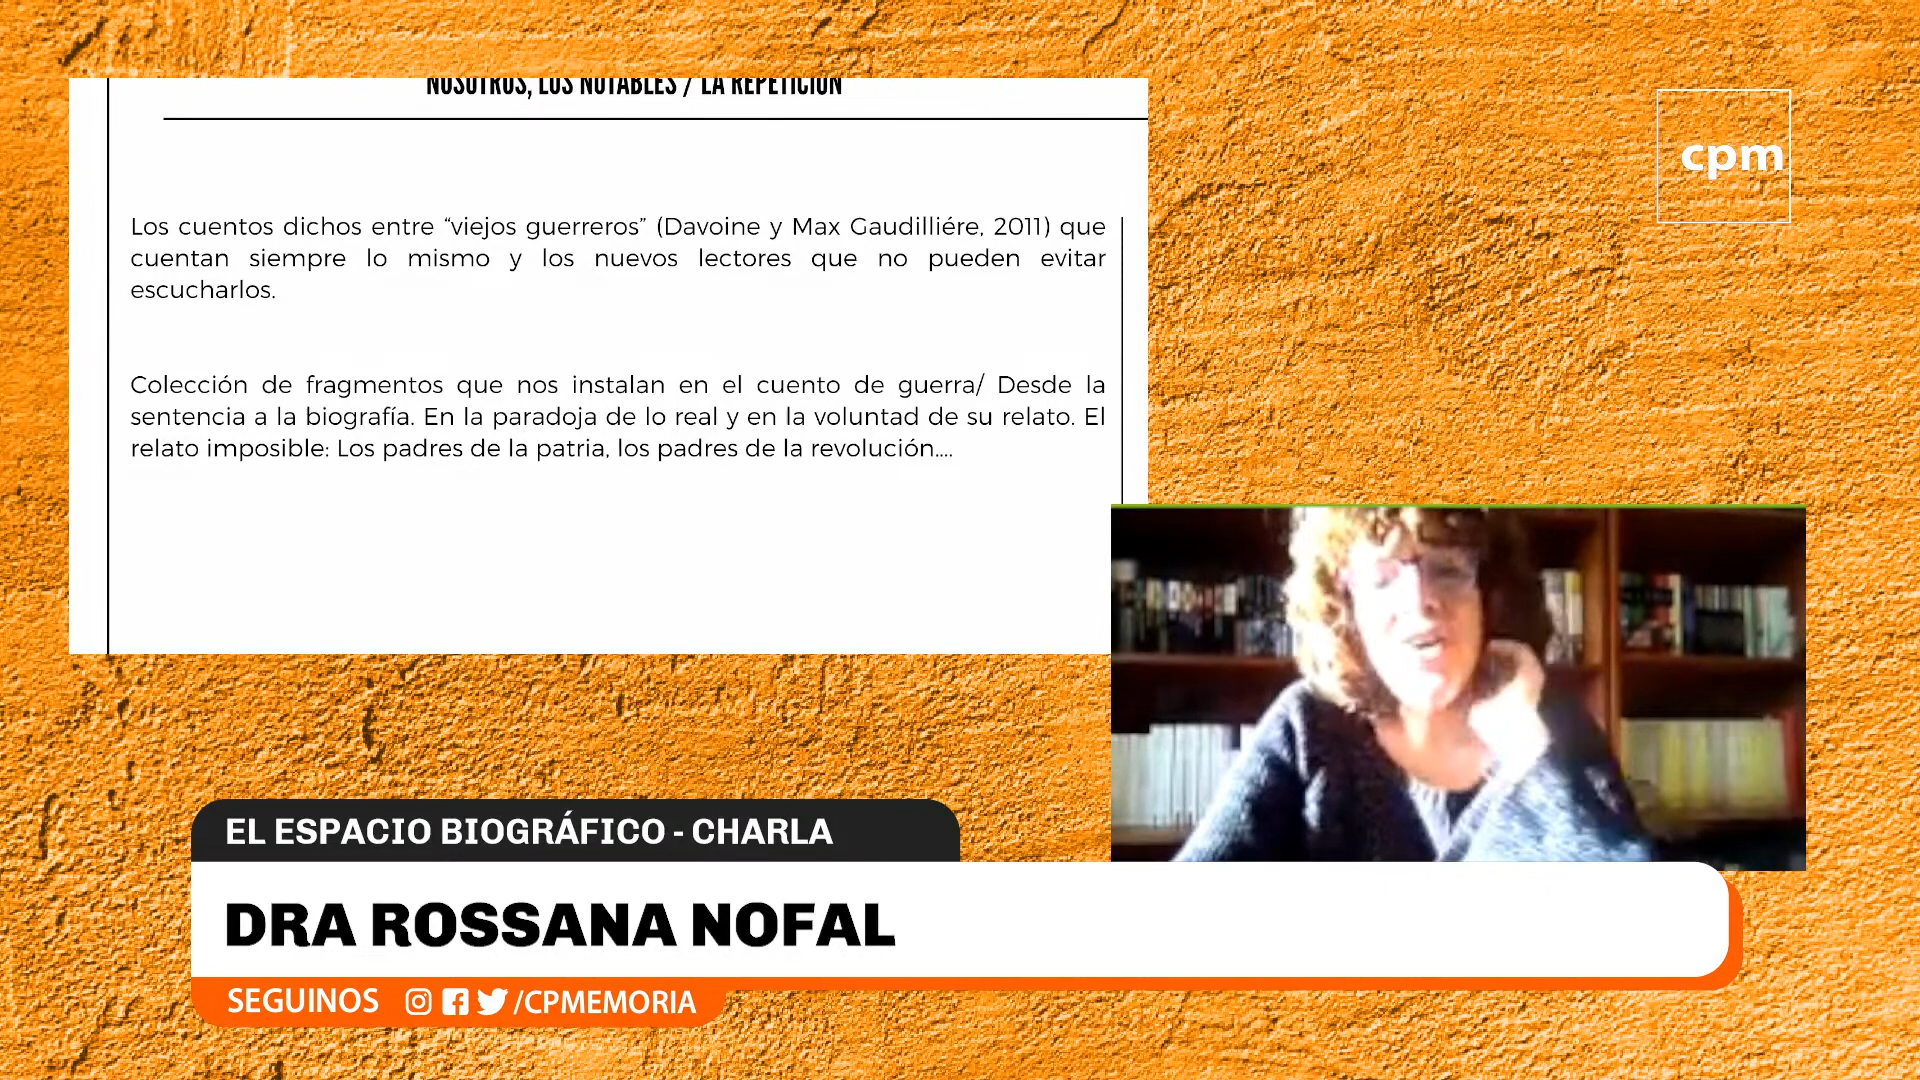 NOSOTROS, LOS NOTABLES / LA REPETICIÓN
cpm
Los cuentos dichos entre “viejos guerreros” (Davoine y Max Gaudilliére, 2011) que
cuentan siempre lo mismo y los nuevos lectores que no pueden evitar
escucharlos.
Colección de fragmentos que nos instalan en el cuento de guerra/ Desde la
sentencia a la biografía. En la paradoja de lo real y en la voluntad de su relato. El
relato imposible: Los padres de la patria, los padres de la revolución....
EL ESPACIO BIOGRÁFICO - CHARLA
DRA ROSSANA NOFAL
SEGUINOS /CPMEMORIA